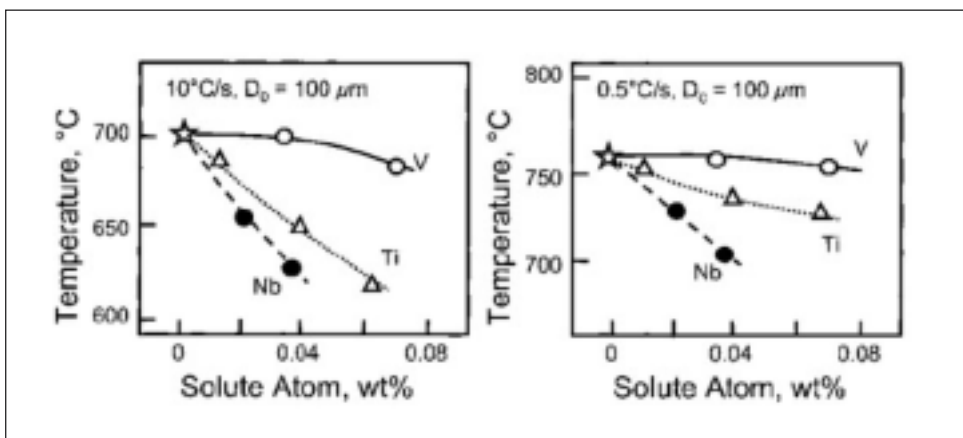 10°C/s, D₀ = 100 μm
Temperature, °C
700
650
600
V
Ti
Nb
0
0.04
0.08
Solute Atom, wt%
0.5°C/s, D₀ = 100 μm
Temperature, °C
800
750
700
V
Ti
Nb
0
0.04
0.08
Solute Atom, wt%